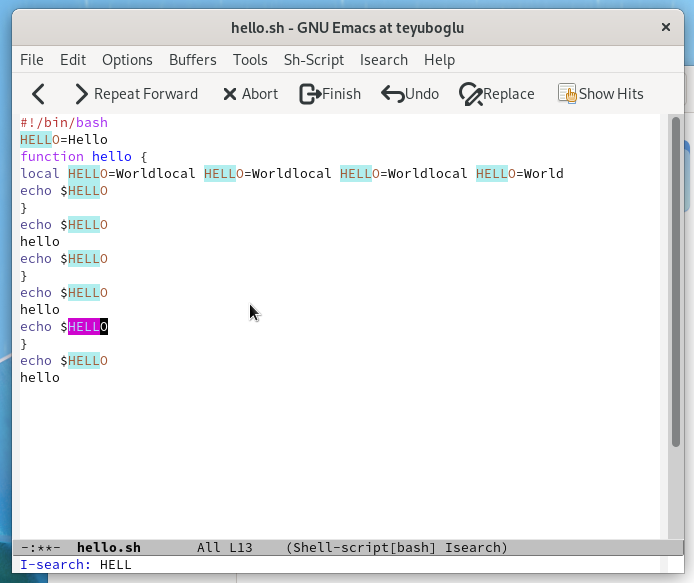 hello.sh - GNU Emacs at teyuboglu
File Edit Options Buffers Tools Sh-Script Isearch Help
Repeat Forward Abort Finish Undo Replace Show Hits
#!/bin/bash
HELLO=Hello
function hello {
local HELLO=Worldlocal HELLO=Worldlocal HELLO=Worldlocal HELLO=World
echo $HELLO
}
echo $HELLO
hello
echo $HELLO
}
echo $HELLO
hello
echo $HELLO
}
echo $HELLO
hello
-:**-  hello.sh       All L13    (Shell-script[bash] Isearch)
I-search: HELL